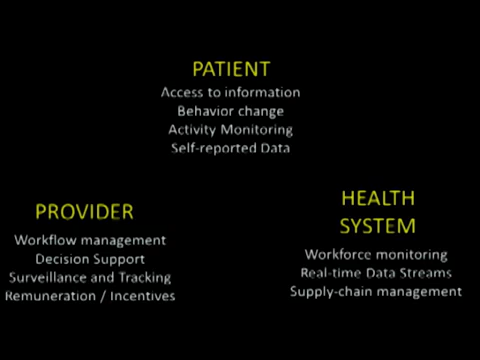 PATIENT
Access to information
Behavior change
Activity Monitoring
Self-reported Data
PROVIDER
Workflow management
Decision Support
Surveillance and Tracking
Remuneration / Incentives
HEALTH
SYSTEM
Workforce monitoring
Real-time Data Streams
Supply-chain management